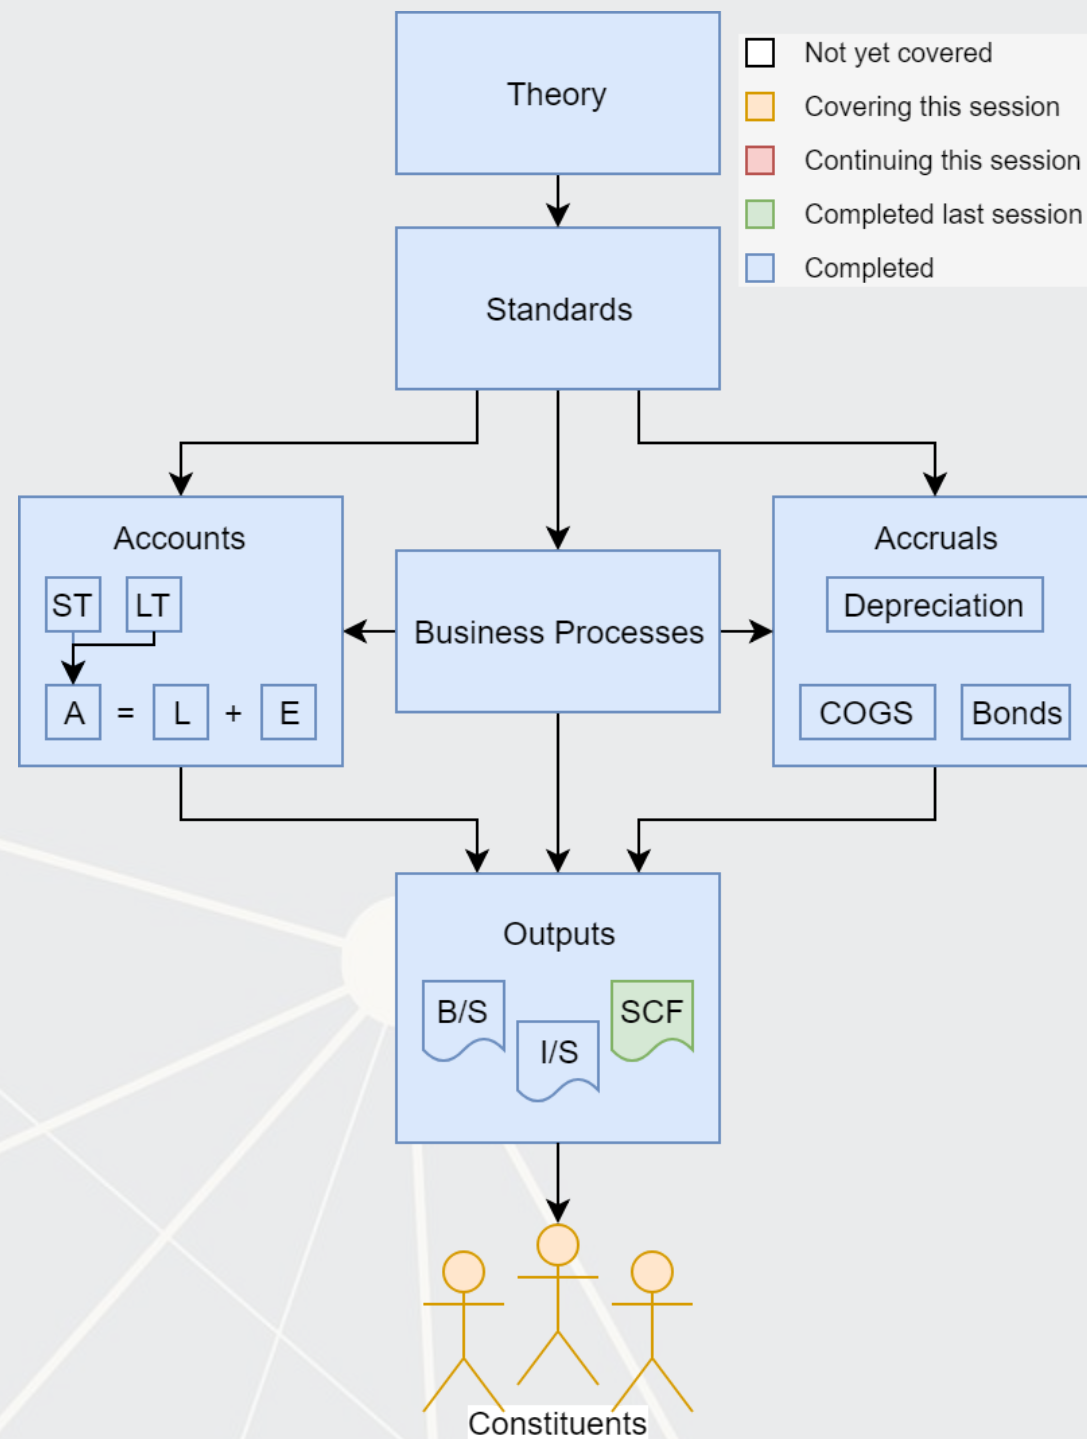 Theory
Not yet covered
Covering this session
Continuing this session
Completed last session
Completed
Standards
Accounts
ST LT
A = L + E
Business Processes
Accruals
Depreciation
COGS Bonds
Outputs
B/S
I/S
SCF
Constituents